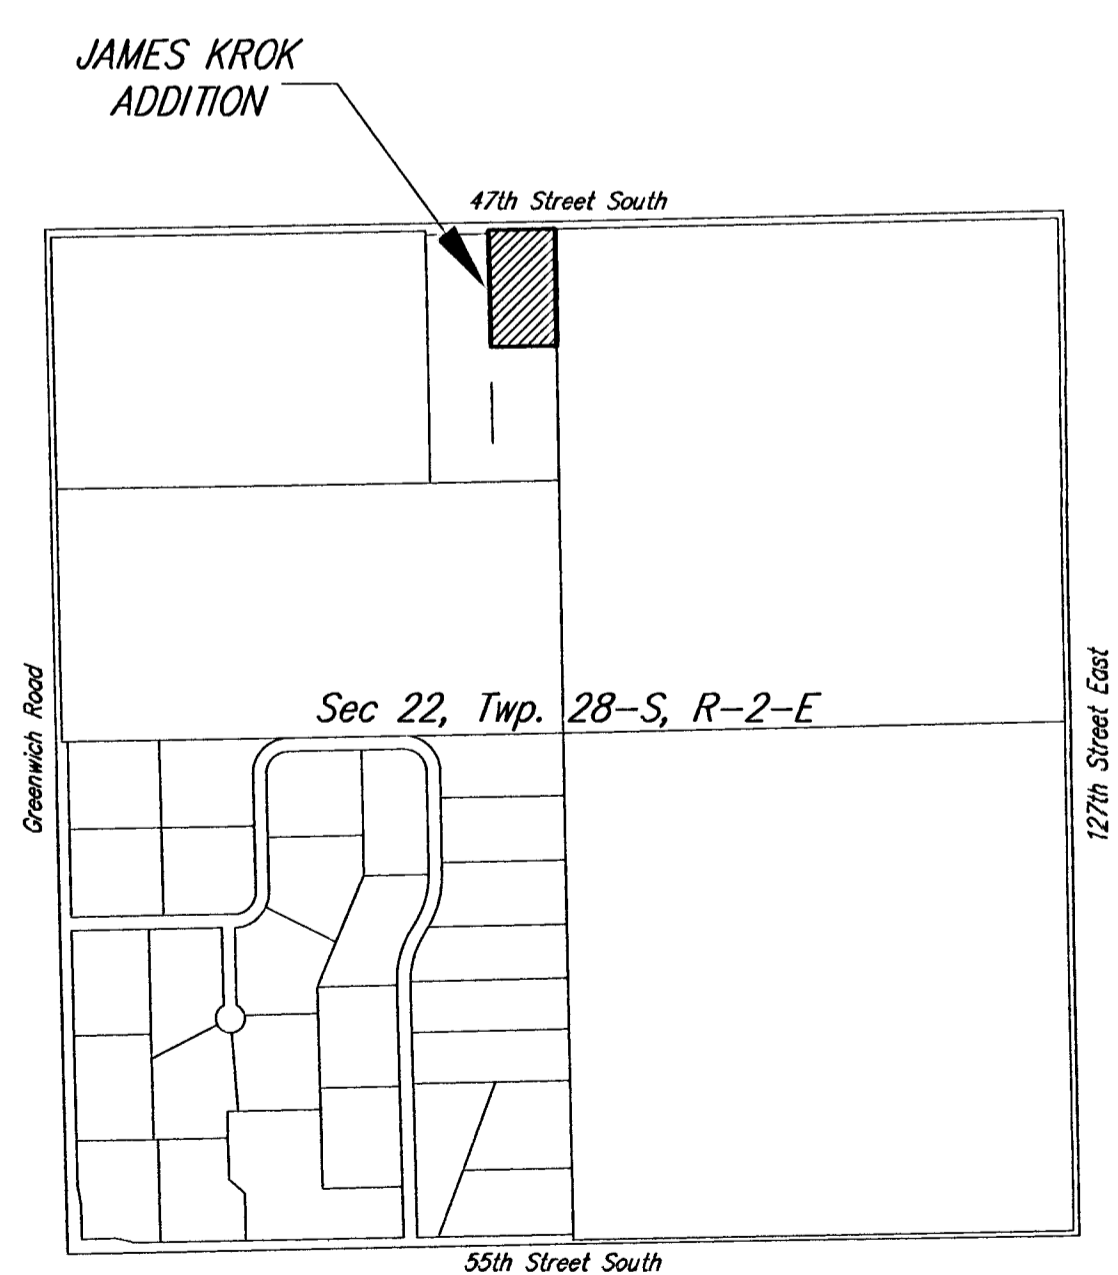 JAMES KROK
ADDITION
47th Street South
Greenwich Road
Sec 22, Twp. 28-S, R-2-E
127th Street East
55th Street South